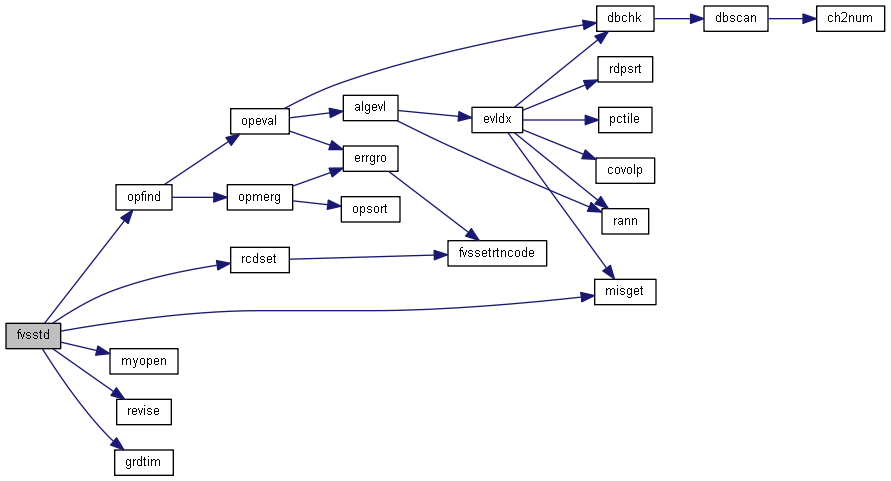 dbchk
dbscan
ch2num
rdpsrt
algevl
opeval
evldx
pctile
errgro
covolp
opfind
opmerg
opsort
rann
rcdset
fvssetrtncode
misget
fvsstd
myopen
revise
grdtim